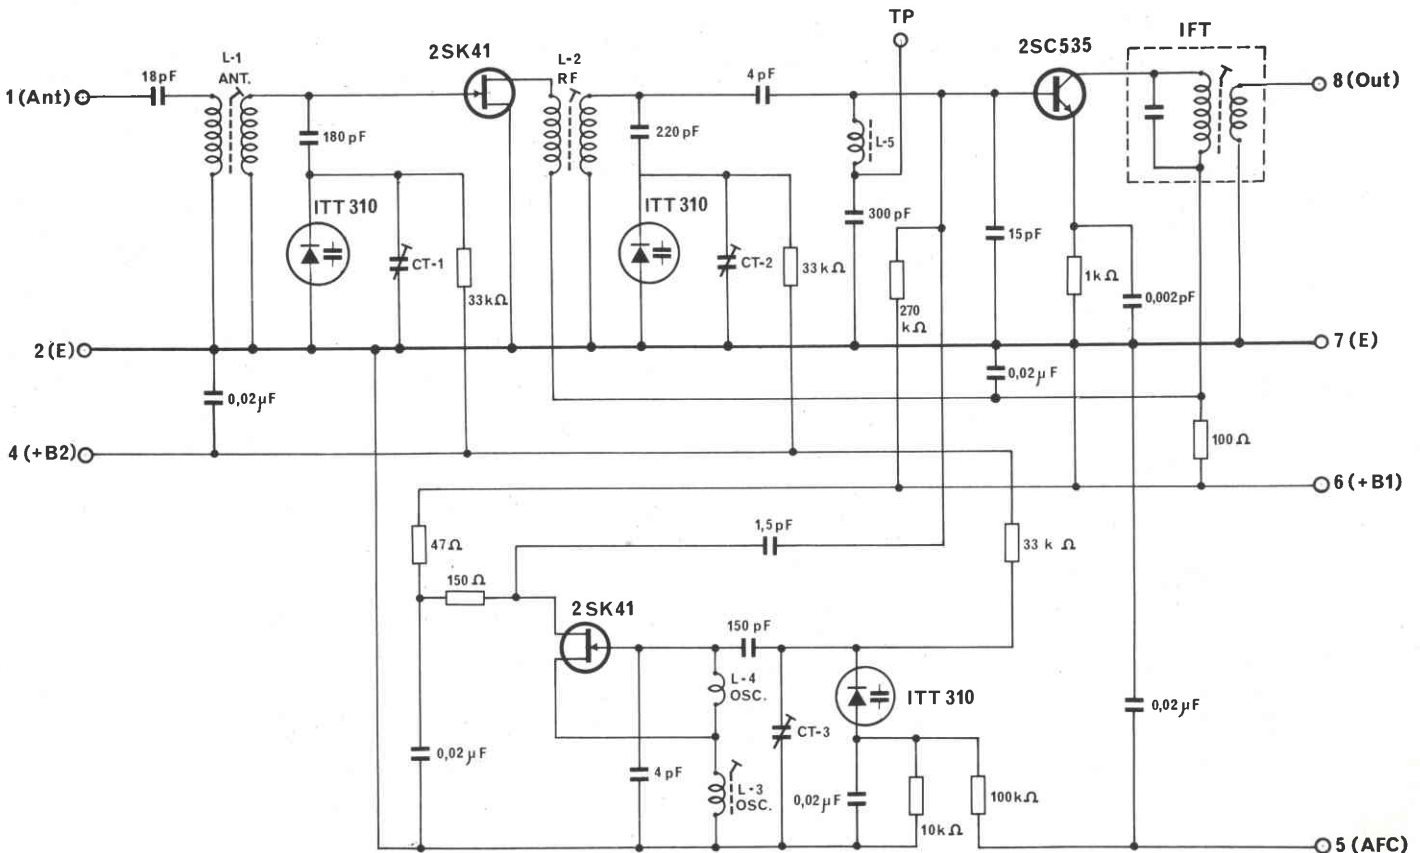 TP
2SK41
2SC535
IFT
L-1
ANT.
L-2
RF
18pF
4pF
1(Ant)
8(Out)
180pF
220pF
L-5
ITT 310
ITT 310
300pF
15pF
CT-1
CT-2
33kΩ
33kΩ
270
kΩ
1kΩ
0,002pF
2(E)
7(E)
0,02µF
0,02µF
4(+B2)
100Ω
6(+B1)
1,5pF
47Ω
33 k Ω
150Ω
2SK41
150pF
L-4
OSC.
ITT 310
0,02µF
CT-3
0,02µF
4pF
L-3
OSC.
0,02µF
10kΩ
100kΩ
5(AFC)